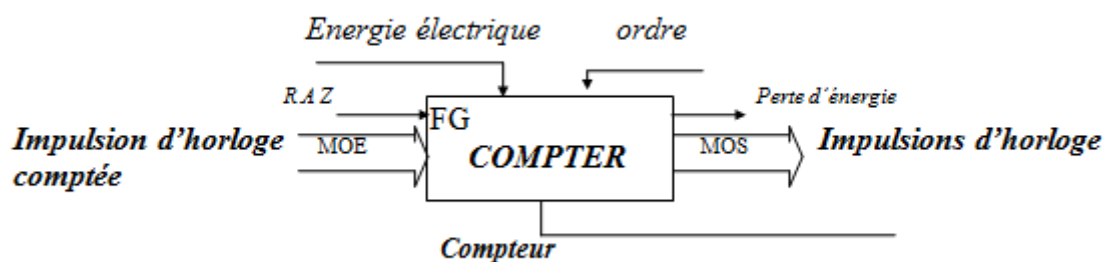 Energie électrique ordre
R A Z
Perte d´énergie
FG
Impulsion d’horloge
comptée
MOE
COMPTER
MOS
Impulsions d’horloge
Compteur